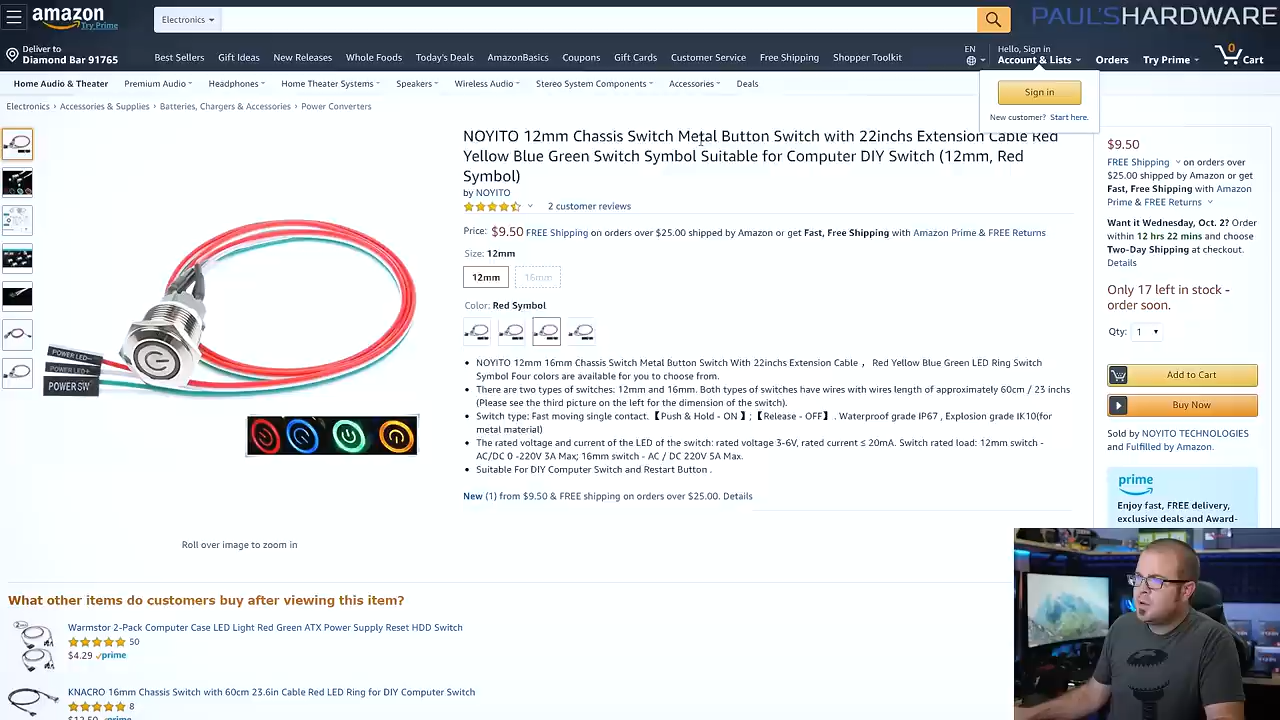 amazon
Try Prime
Electronics
PAUL'SHARDWARE
Deliver to
Diamond Bar 91765
Best Sellers Gift Ideas New Releases Whole Foods Today's Deals AmazonBasics Coupons Gift Cards Customer Service Free Shipping Shopper Toolkit
EN
Hello, Sign in
Account & Lists
Orders
Try Prime
0
Cart
Home Audio & Theater Premium Audio Headphones Home Theater Systems Speakers Wireless Audio Stereo System Components Accessories Deals
Sign in
New customer? Start here.
Electronics › Accessories & Supplies › Batteries, Chargers & Accessories › Power Converters
NOYITO 12mm Chassis Switch Metal Button Switch with 22inchs Extension Cable Red
Yellow Blue Green Switch Symbol Suitable for Computer DIY Switch (12mm, Red
Symbol)
by NOYITO
2 customer reviews
Price: $9.50 FREE Shipping on orders over $25.00 shipped by Amazon or get Fast, Free Shipping with Amazon Prime & FREE Returns
Size: 12mm
12mm 16mm
Color: Red Symbol
• NOYITO 12mm 16mm Chassis Switch Metal Button Switch With 22inchs Extension Cable , Red Yellow Blue Green LED Ring Switch
Symbol Four colors are available for you to choose from.
• There are two types of switches: 12mm and 16mm. Both types of switches have wires with wires length of approximately 60cm / 23 inchs
(Please see the third picture on the left for the dimension of the switch).
• Switch type: Fast moving single contact.【Push & Hold - ON 】;【Release - OFF】. Waterproof grade IP67 , Explosion grade IK10(for
metal material)
• The rated voltage and current of the LED of the switch: rated voltage 3-6V, rated current ≤ 20mA. Switch rated load: 12mm switch -
AC/DC 0 -220V 3A Max; 16mm switch - AC / DC 220V 5A Max.
• Suitable For DIY Computer Switch and Restart Button .
New (1) from $9.50 & FREE shipping on orders over $25.00. Details
POWER LED-
POWER LED+
POWER SW
Roll over image to zoom in
$9.50
FREE Shipping on orders over
$25.00 shipped by Amazon or get
Fast, Free Shipping with Amazon
Prime & FREE Returns
Want it Wednesday, Oct. 2? Order
within 12 hrs 22 mins and choose
Two-Day Shipping at checkout.
Details
Only 17 left in stock -
order soon.
Qty: 1
Add to Cart
Buy Now
Sold by NOYITO TECHNOLOGIES
and Fulfilled by Amazon.
prime
Enjoy fast, FREE delivery,
exclusive deals and Award-
What other items do customers buy after viewing this item?
Warmstor 2-Pack Computer Case LED Light Red Green ATX Power Supply Reset HDD Switch
50
$4.29 prime
KNACRO 16mm Chassis Switch with 60cm 23.6in Cable Red LED Ring for DIY Computer Switch
8
$12.50 prime